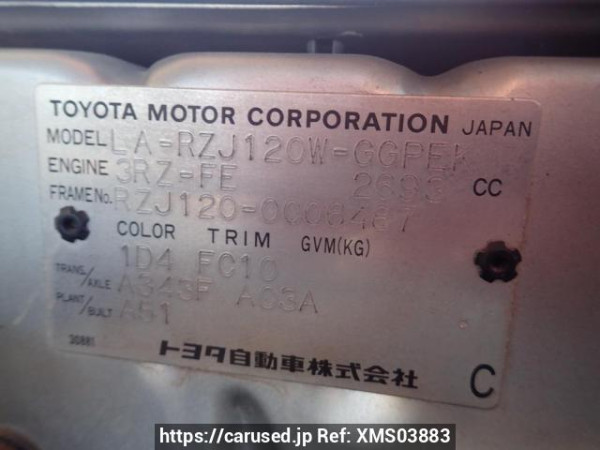 TOYOTA MOTOR CORPORATION JAPAN
MODEL LA-RZJ120W-GGPEK
ENGINE 3RZ-FE 2693 CC
FRAME No. RZJ120-0008467
COLOR TRIM GVM(KG)
1D4 FC10
TRANS./AXLE A343F A03A
PLANT/BUILT A51
30881
トヨタ自動車株式会社
C
https://carused.jp Ref: XMS03883